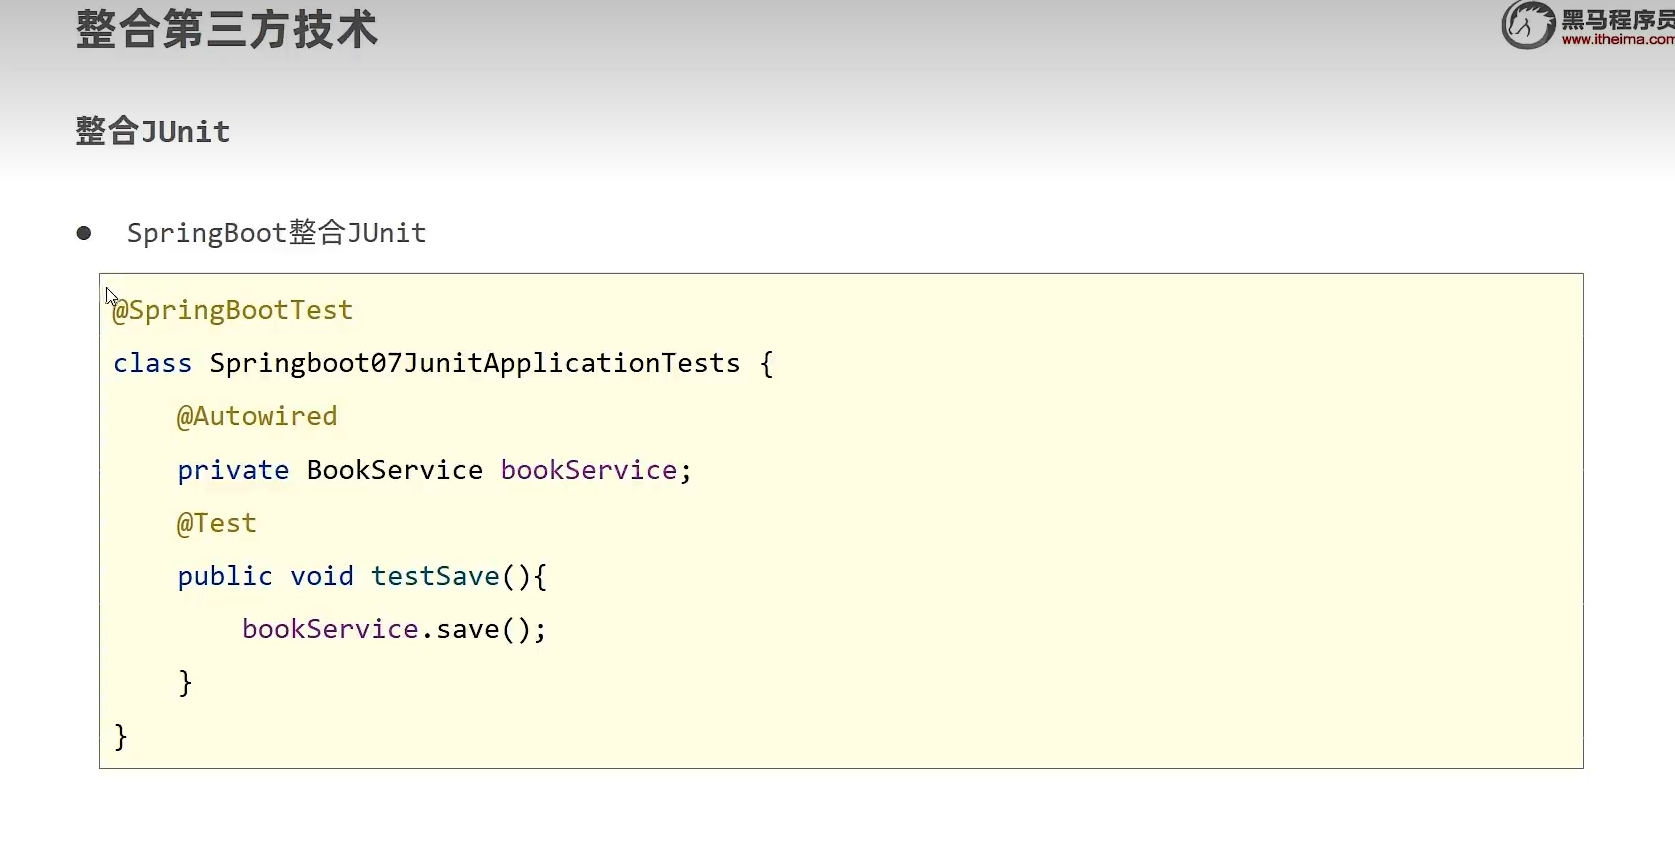 整合第三方技术
黑马程序员
www.itheima.com
整合JUnit
● SpringBoot整合JUnit
@SpringBootTest
class Springboot07JunitApplicationTests {
    @Autowired
    private BookService bookService;
    @Test
    public void testSave(){
        bookService.save();
    }
}